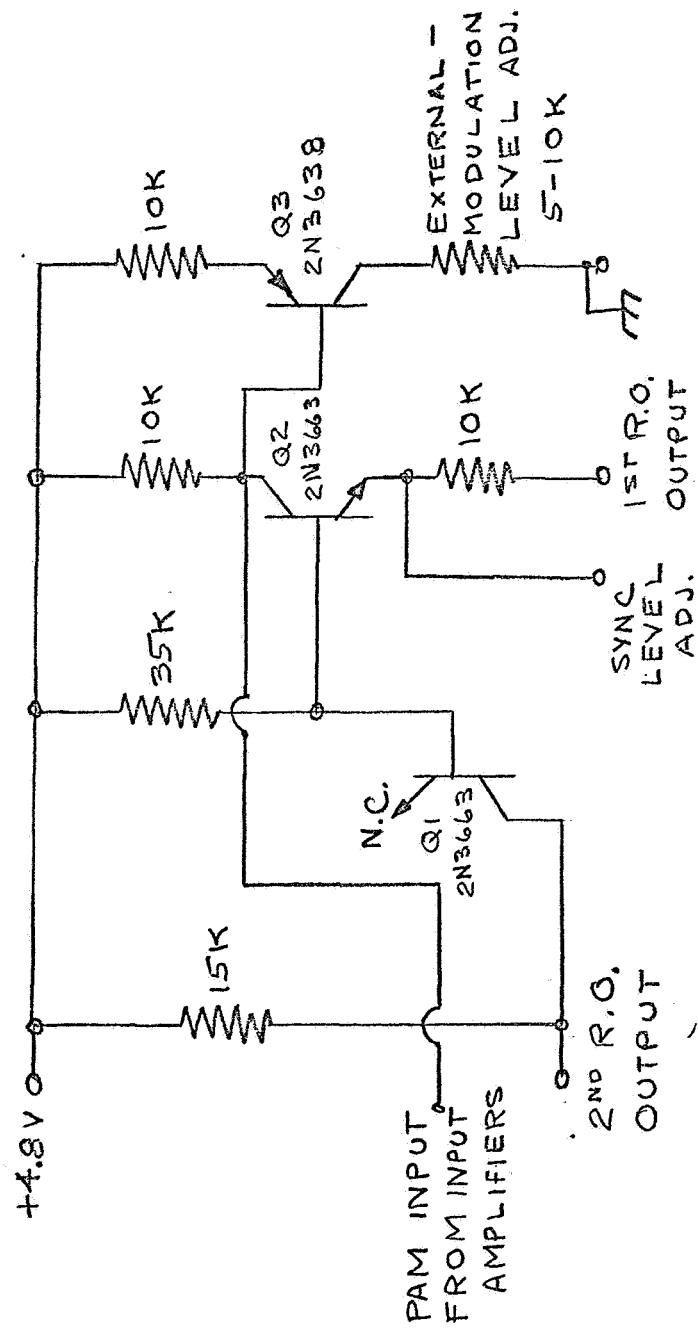 +4.8V
15K
35K
10K
10K
N.C.
Q1
2N3663
Q2
2N3663
Q3
2N3638
PAM INPUT
FROM INPUT
AMPLIFIERS
2ND R.O.
OUTPUT
SYNC
LEVEL
ADJ.
10K
1ST R.O.
OUTPUT
EXTERNAL-
MODULATION
LEVEL ADJ.
5-10K